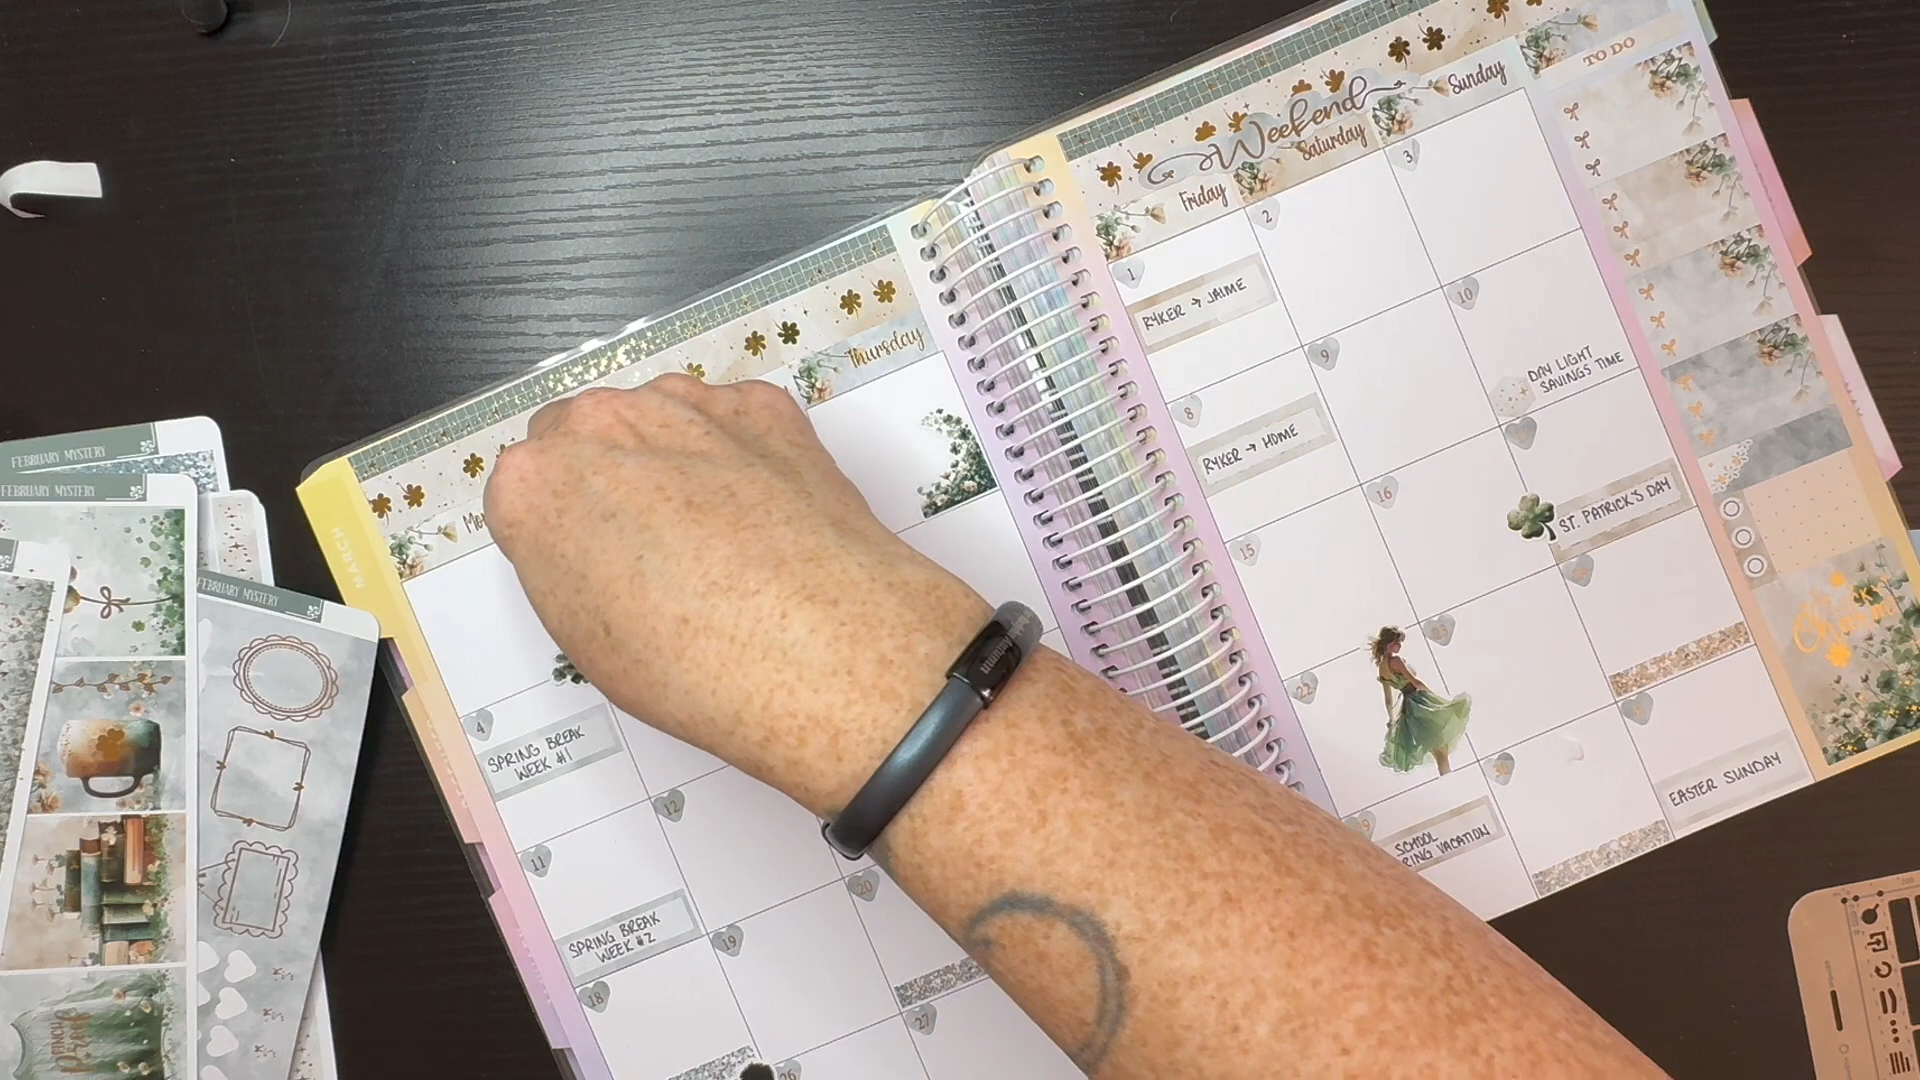 TO DO
Weekend
Sunday
Saturday
Friday
Thursday
1
2
3
RYKER → JAIME
8
9
10
RYKER → HOME
DAY LIGHT
SAVINGS TIME
15
16
ST. PATRICK'S DAY
22
23
SCHOOL
VACATION
EASTER SUNDAY
MARCH
4
SPRING BREAK
WEEK #1
11
12
SPRING BREAK
WEEK #2
18
19
20
26
27
FEBRUARY MYSTERY
FEBRUARY MYSTERY
FEBRUARY MYSTERY